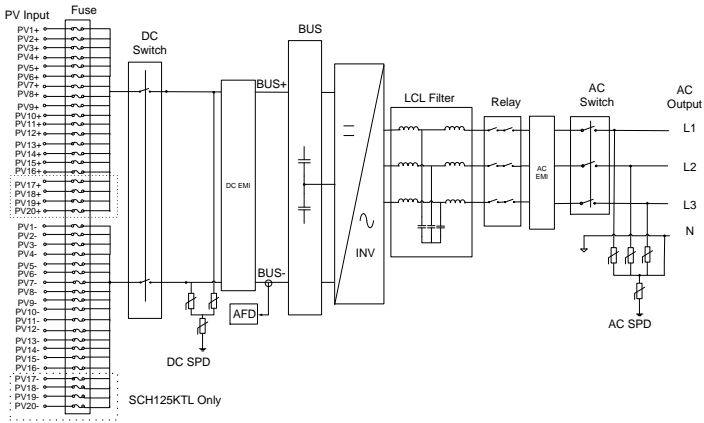 PV Input
Fuse
PV1+
PV2+
PV3+
PV4+
PV5+
PV6+
PV7+
PV8+
PV9+
PV10+
PV11+
PV12+
PV13+
PV14+
PV15+
PV16+
PV17+
PV18+
PV19+
PV20+
PV1-
PV2-
PV3-
PV4-
PV5-
PV6-
PV7-
PV8-
PV9-
PV10-
PV11-
PV12-
PV13-
PV14-
PV15-
PV16-
PV17-
PV18-
PV19-
PV20-
SCH125KTL Only
DC
Switch
DC SPD
DC EMI
BUS+
BUS-
AFD
BUS
INV
LCL Filter
Relay
AC
EMI
AC
Switch
AC SPD
AC
Output
L1
L2
L3
N